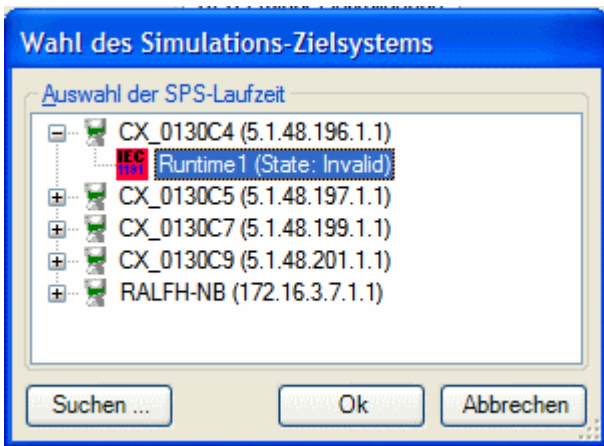 Wahl des Simulations-Zielsystems
Auswahl der SPS-Laufzeit
CX_0130C4 (5.1.48.196.1.1)
IEC
1131
Runtime1 (State: Invalid)
CX_0130C5 (5.1.48.197.1.1)
CX_0130C7 (5.1.48.199.1.1)
CX_0130C9 (5.1.48.201.1.1)
RALFH-NB (172.16.3.7.1.1)
Suchen ... Ok Abbrechen